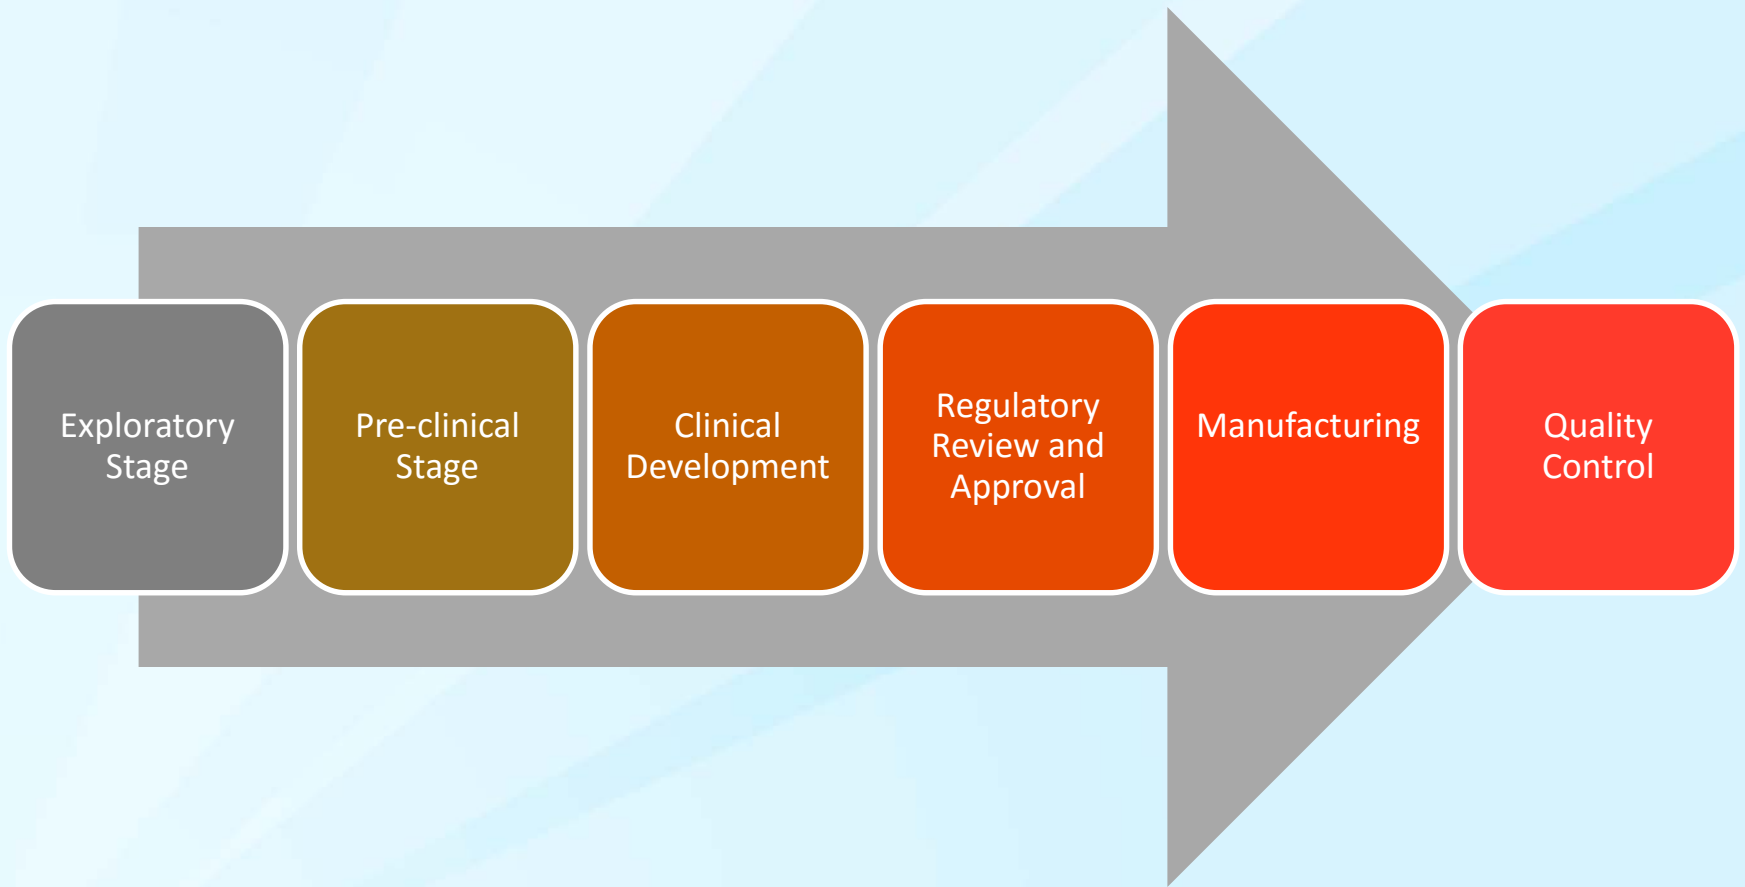 Exploratory
Stage
Pre-clinical
Stage
Clinical
Development
Regulatory
Review and
Approval
Manufacturing
Quality
Control